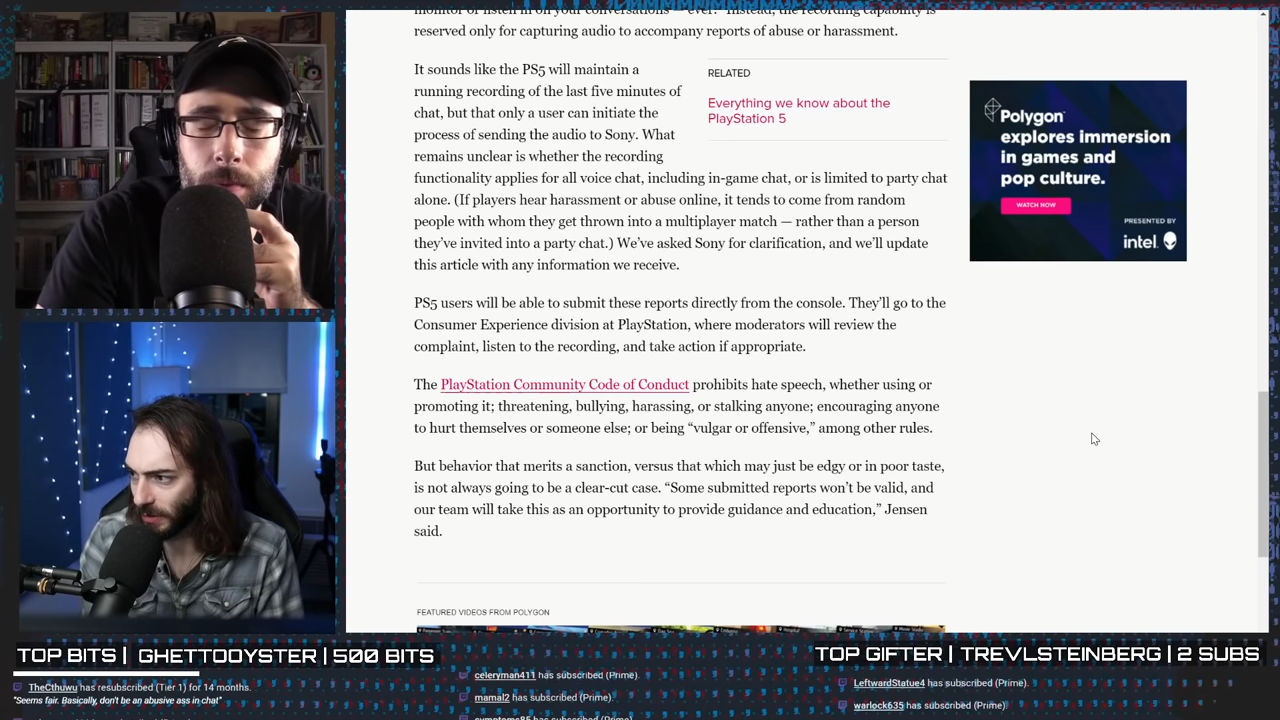 monitor or listen in on your conversations — ever." Instead, the recording capability is
reserved only for capturing audio to accompany reports of abuse or harassment.
It sounds like the PS5 will maintain a
running recording of the last five minutes of
chat, but that only a user can initiate the
process of sending the audio to Sony. What
remains unclear is whether the recording
functionality applies for all voice chat, including in-game chat, or is limited to party chat
alone. (If players hear harassment or abuse online, it tends to come from random
people with whom they get thrown into a multiplayer match — rather than a person
they've invited into a party chat.) We've asked Sony for clarification, and we'll update
this article with any information we receive.
RELATED
Everything we know about the
PlayStation 5
PS5 users will be able to submit these reports directly from the console. They'll go to the
Consumer Experience division at PlayStation, where moderators will review the
complaint, listen to the recording, and take action if appropriate.
The PlayStation Community Code of Conduct prohibits hate speech, whether using or
promoting it; threatening, bullying, harassing, or stalking anyone; encouraging anyone
to hurt themselves or someone else; or being “vulgar or offensive,” among other rules.
But behavior that merits a sanction, versus that which may just be edgy or in poor taste,
is not always going to be a clear-cut case. “Some submitted reports won't be valid, and
our team will take this as an opportunity to provide guidance and education,” Jensen
said.
FEATURED VIDEOS FROM POLYGON
Polygon
explores immersion
in games and
pop culture.
WATCH NOW
PRESENTED BY
intel
TOP BITS | GHETTODYSTER | 500 BITS
TOP GIFTER | TREVLSTEINBERG | 2 SUBS
TheCthuwu has resubscribed (Tier 1) for 14 months.
"Seems fair. Basically, don't be an abusive ass in chat"
celeryman411 has subscribed (Prime).
mamal2 has subscribed (Prime).
LeftwardStatue4 has subscribed (Prime).
warlock635 has subscribed (Prime).